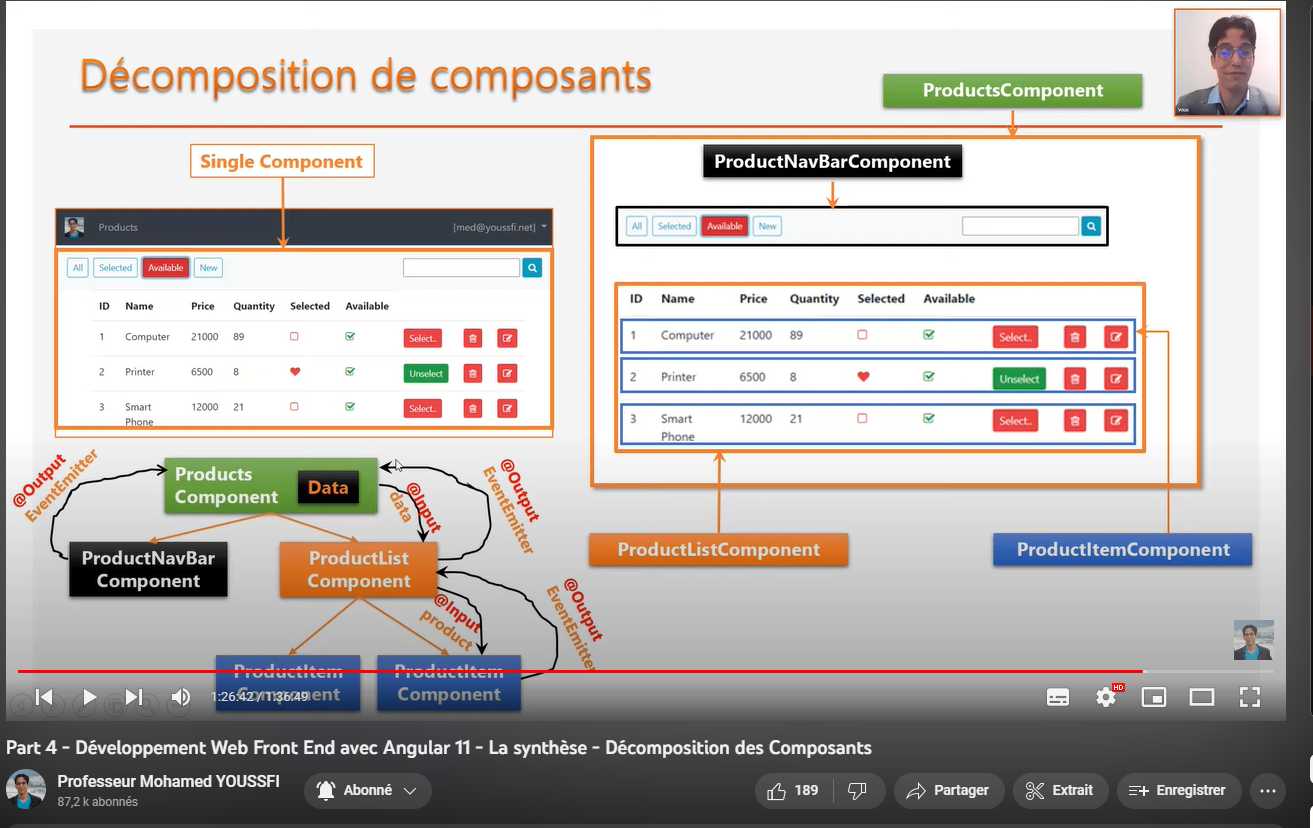 Décomposition de composants
Vous
ProductsComponent
Single Component
Products
[med@youssfi.net]
All Selected Available New
ID Name Price Quantity Selected Available
1 Computer 21000 89 Select..
2 Printer 6500 8 Unselect
3 Smart Phone 12000 21 Select..
ProductNavBarComponent
All Selected Available New
ID Name Price Quantity Selected Available
1 Computer 21000 89 Select..
2 Printer 6500 8 Unselect
3 Smart Phone 12000 21 Select..
ProductListComponent
ProductItemComponent
@Output
EventEmitter
Products
Component
Data
@Input
data
@Output
EventEmitter
ProductNavBar
Component
ProductList
Component
@Input
product
@Output
EventEmitter
ProductItem
Component
ProductItem
Component
1:26:42 / 1:36:49
HD
Part 4 - Développement Web Front End avec Angular 11 - La synthèse - Décomposition des Composants
Professeur Mohamed YOUSSFI
87,2 k abonnés
Abonné
189
Partager
Extrait
Enregistrer